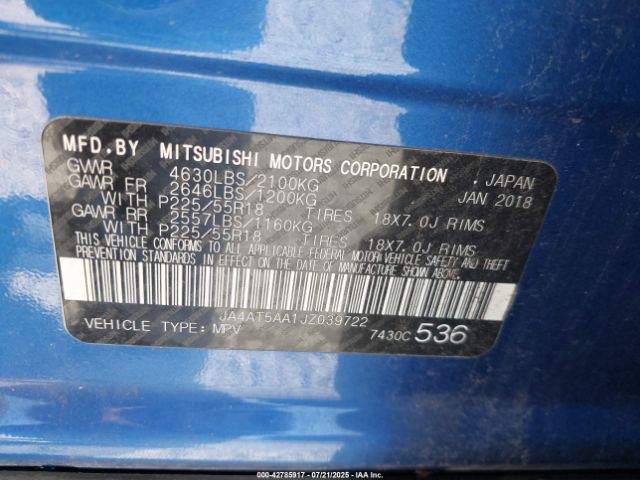 MFD.BY MITSUBISHI MOTORS CORPORATION . JAPAN
GVWR 4630LBS/2100KG JAN 2018
GAWR FR 2646LBS/1200KG
WITH P225/55R18 TIRES 18X7.0J RIMS
GAWR RR 2557LBS/1160KG
WITH P225/55R18 TIRES 18X7.0J RIMS
THIS VEHICLE CONFORMS TO ALL APPLICABLE FEDERAL MOTOR VEHICLE SAFETY AND THEFT
PREVENTION STANDARDS IN EFFECT ON THE DATE OF MANUFACTURE SHOWN ABOVE.
JA4AT5AA1JZ039722
VEHICLE TYPE: MPV 7430C 536
© 000-42785917 - 07/21/2025 - IAAI.COM